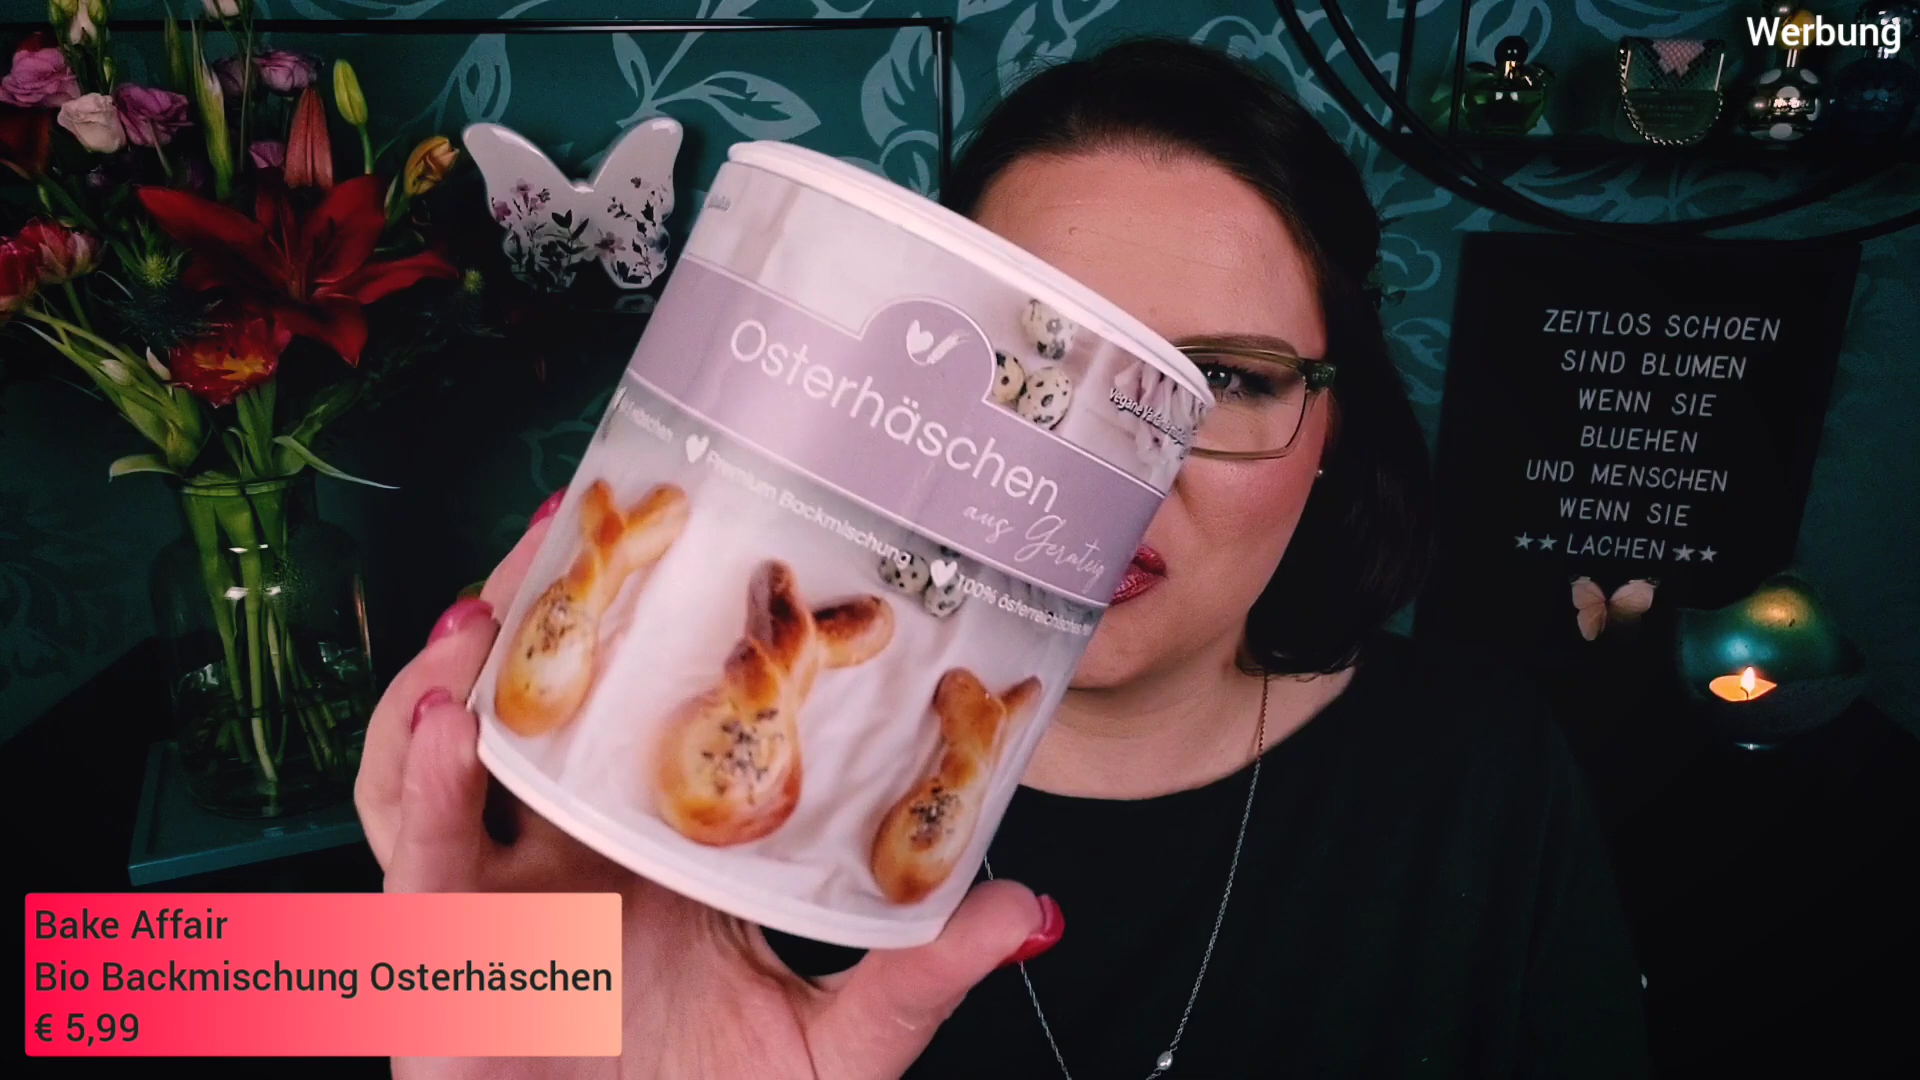 Werbung
Osterhäschen
aus Germteig
Premium Backmischung
100% österreichisches
Vegane
ZEITLOS SCHOEN
SIND BLUMEN
WENN SIE
BLUEHEN
UND MENSCHEN
WENN SIE
★★ LACHEN ★★
Bake Affair
Bio Backmischung Osterhäschen
€ 5,99